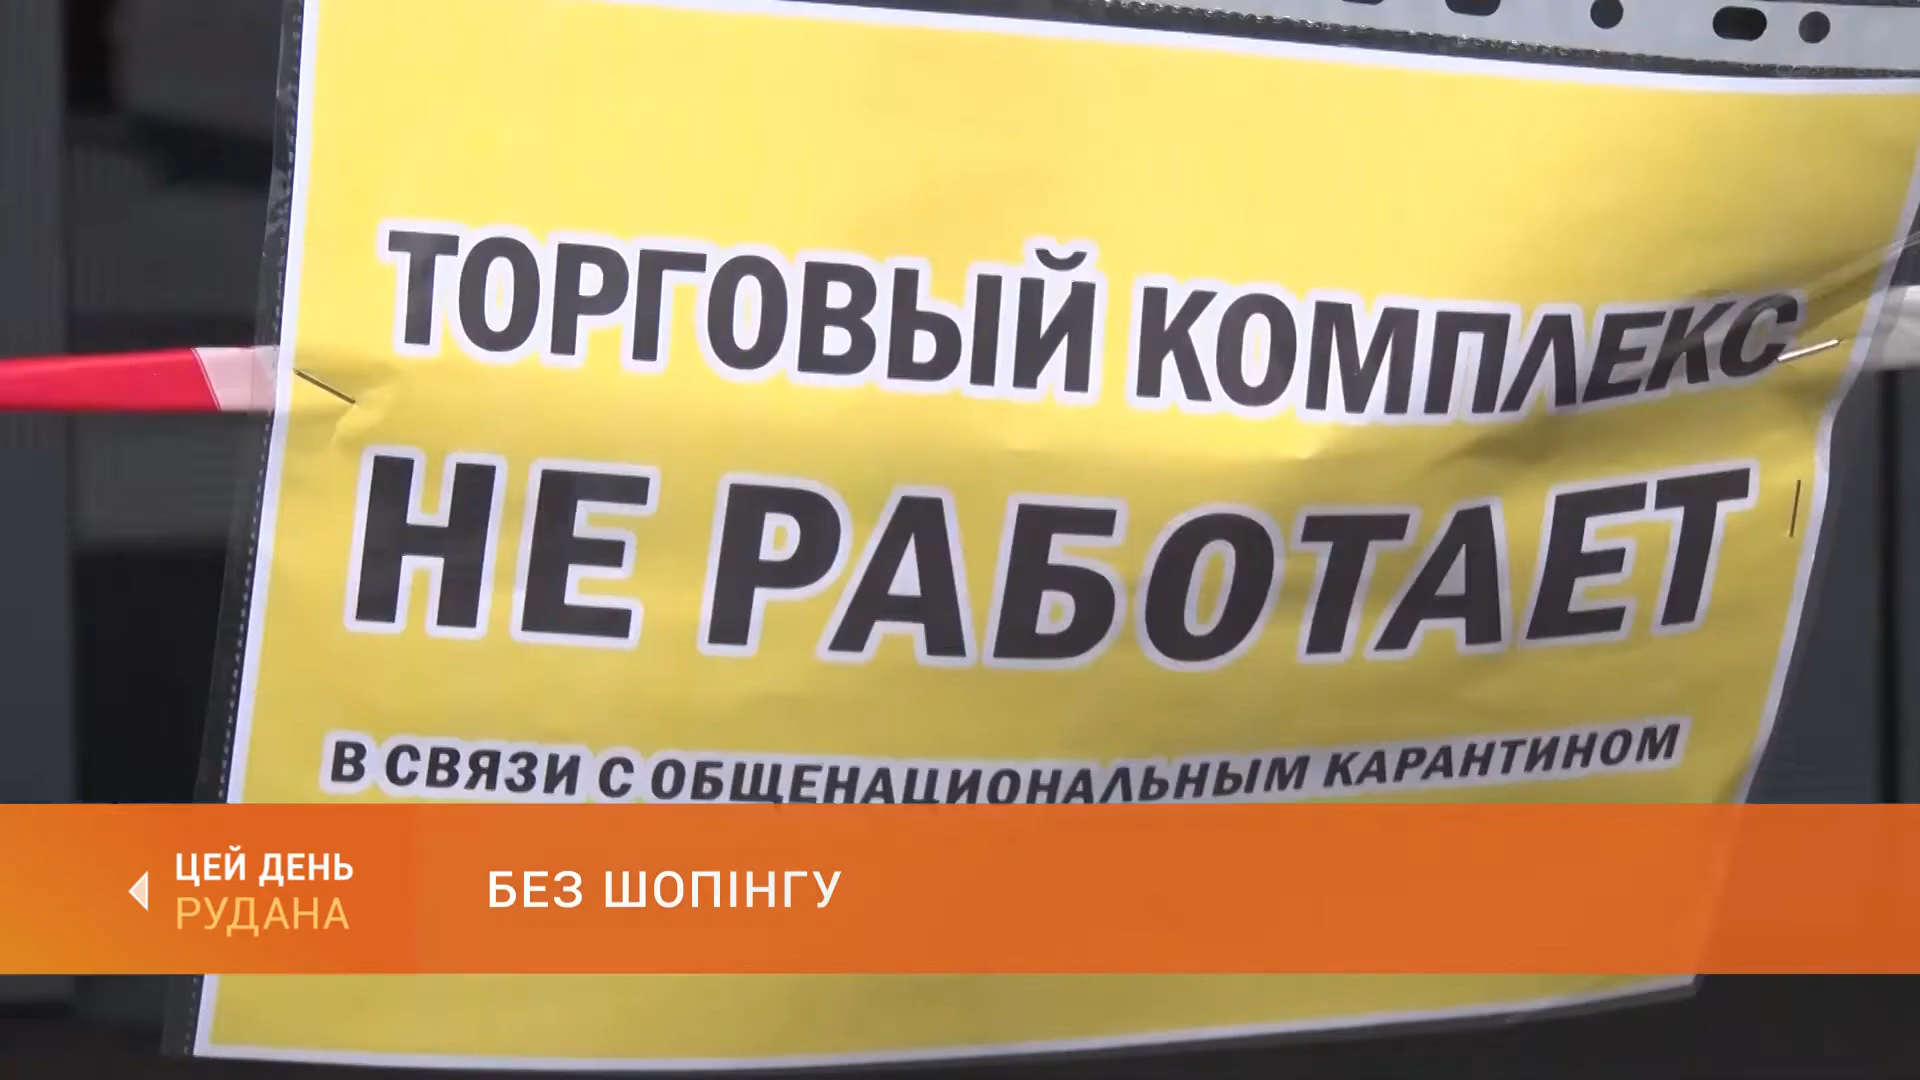 ТОРГОВЫЙ КОМПЛЕКС
НЕ РАБОТАЕТ
В СВЯЗИ С ОБЩЕНАЦИОНАЛЬНЫМ КАРАНТИНОМ
ЦЕЙ ДЕНЬ
РУДАНА
БЕЗ ШОПІНГУ